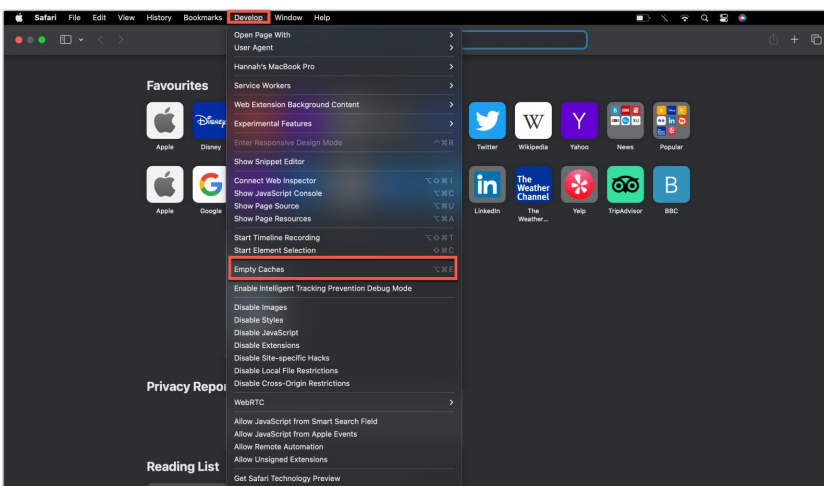 Safari File Edit View History Bookmarks Develop Window Help
Open Page With
User Agent
Hannah's MacBook Pro
Service Workers
Web Extension Background Content
Experimental Features
Enter Responsive Design Mode ⌃⌘R
Show Snippet Editor
Connect Web Inspector ⌥⇧⌘I
Show JavaScript Console ⌥⌘C
Show Page Source ⌥⌘U
Show Page Resources ⌥⌘A
Start Timeline Recording ⌥⇧⌘T
Start Element Selection ⇧⌘C
Empty Caches ⌥⌘E
Enable Intelligent Tracking Prevention Debug Mode
Disable Images
Disable Styles
Disable JavaScript
Disable Extensions
Disable Site-specific Hacks
Disable Local File Restrictions
Disable Cross-Origin Restrictions
WebRTC
Allow JavaScript from Smart Search Field
Allow JavaScript from Apple Events
Allow Remote Automation
Allow Unsigned Extensions
Get Safari Technology Preview
Favourites
Disney W Y
Apple Disney Twitter Wikipedia Yahoo News Popular
G in The Weather Channel B
Apple Google LinkedIn The Weather... Yelp TripAdvisor BBC
Privacy Repo
Reading List